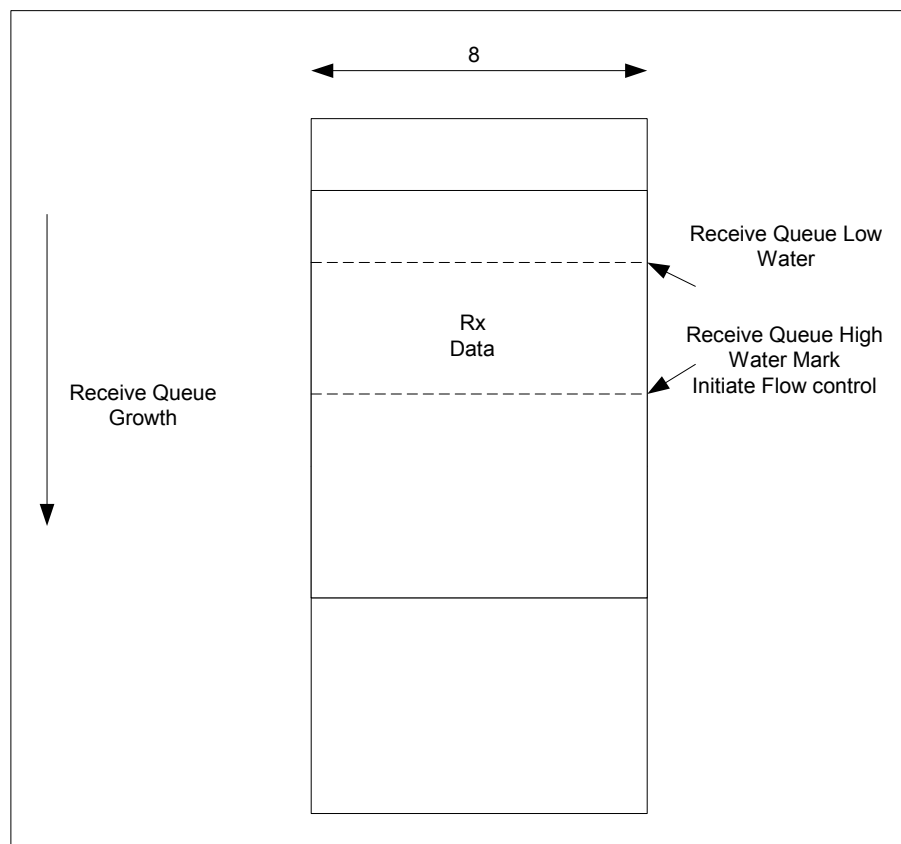 8
Receive Queue Low
Water
Rx
Data
Receive Queue High
Water Mark
Initiate Flow control
Receive Queue
Growth